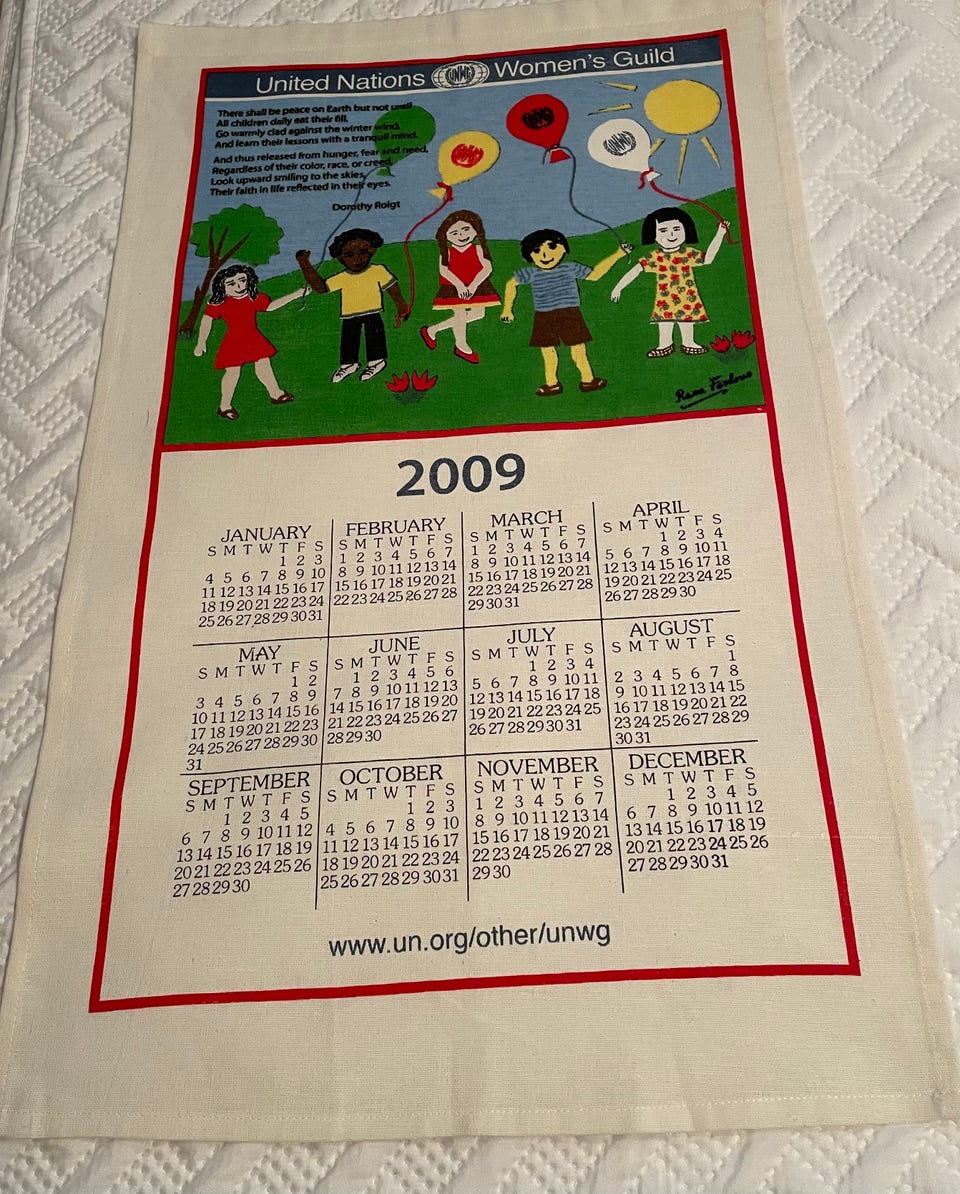 United Nations UNWG Women's Guild
There shall be peace on Earth but not until
All children daily eat their fill,
Go warmly clad against the winter wind,
And learn their lessons with a tranquil mind.
And thus released from hunger, fear and need,
Regardless of their color, race, or creed,
Look upward smiling to the skies,
Their faith in life reflected in their eyes.
Dorothy Roigt
UNWG
UNWG
UNWG
2009
JANUARY
S M T W T F S
1 2 3
4 5 6 7 8 9 10
11 12 13 14 15 16 17
18 19 20 21 22 23 24
25 26 27 28 29 30 31
FEBRUARY
S M T W T F S
1 2 3 4 5 6 7
8 9 10 11 12 13 14
15 16 17 18 19 20 21
22 23 24 25 26 27 28
MARCH
S M T W T F S
1 2 3 4 5 6 7
8 9 10 11 12 13 14
15 16 17 18 19 20 21
22 23 24 25 26 27 28
29 30 31
APRIL
S M T W T F S
1 2 3 4
5 6 7 8 9 10 11
12 13 14 15 16 17 18
19 20 21 22 23 24 25
26 27 28 29 30
MAY
S M T W T F S
1 2
3 4 5 6 7 8 9
10 11 12 13 14 15 16
17 18 19 20 21 22 23
24 25 26 27 28 29 30
31
JUNE
S M T W T F S
1 2 3 4 5 6
7 8 9 10 11 12 13
14 15 16 17 18 19 20
21 22 23 24 25 26 27
28 29 30
JULY
S M T W T F S
1 2 3 4
5 6 7 8 9 10 11
12 13 14 15 16 17 18
19 20 21 22 23 24 25
26 27 28 29 30 31
AUGUST
S M T W T F S
1
2 3 4 5 6 7 8
9 10 11 12 13 14 15
16 17 18 19 20 21 22
23 24 25 26 27 28 29
30 31
SEPTEMBER
S M T W T F S
1 2 3 4 5
6 7 8 9 10 11 12
13 14 15 16 17 18 19
20 21 22 23 24 25 26
27 28 29 30
OCTOBER
S M T W T F S
1 2 3
4 5 6 7 8 9 10
11 12 13 14 15 16 17
18 19 20 21 22 23 24
25 26 27 28 29 30 31
NOVEMBER
S M T W T F S
1 2 3 4 5 6 7
8 9 10 11 12 13 14
15 16 17 18 19 20 21
22 23 24 25 26 27 28
29 30
DECEMBER
S M T W T F S
1 2 3 4 5
6 7 8 9 10 11 12
13 14 15 16 17 18 19
20 21 22 23 24 25 26
27 28 29 30 31
www.un.org/other/unwg